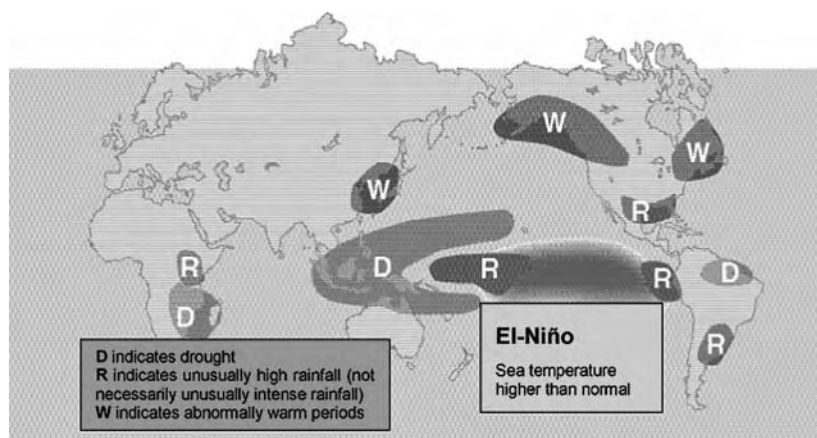 W
W
W
R
D
R
R
D
R
D
R
El-Niño
Sea temperature
higher than normal
D indicates drought
R indicates unusually high rainfall (not
necessarily unusually intense rainfall)
W indicates abnormally warm periods